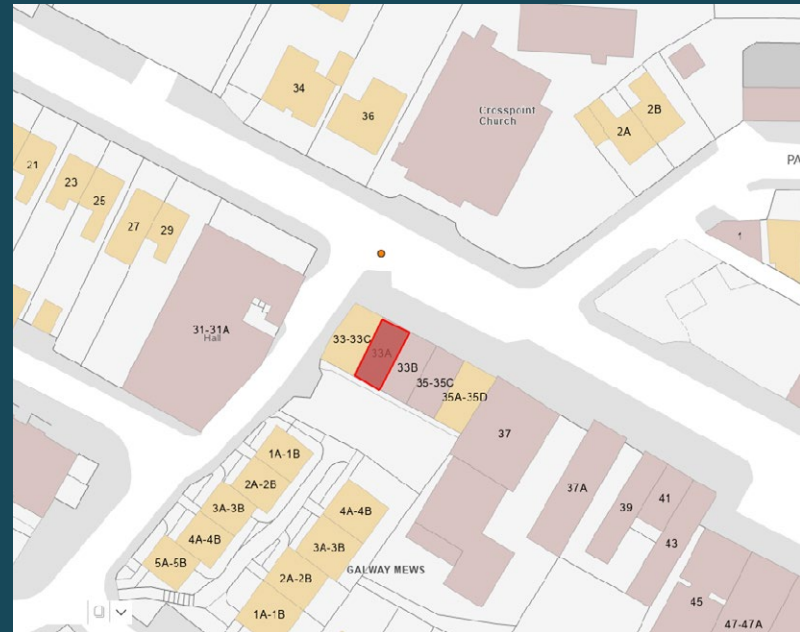 34
36
Crosspoint
Church
2B
2A
PA
21
23
25
27
29
1
31-31A
Hall
33-33C
33A
33B
35-35C
35A-35D
37
1A-1B
2A-2B
3A-3B
4A-4B
5A-5B
4A-4B
3A-3B
2A-2B
1A-1B
GALWAY MEWS
37A
39
41
43
45
47-47A